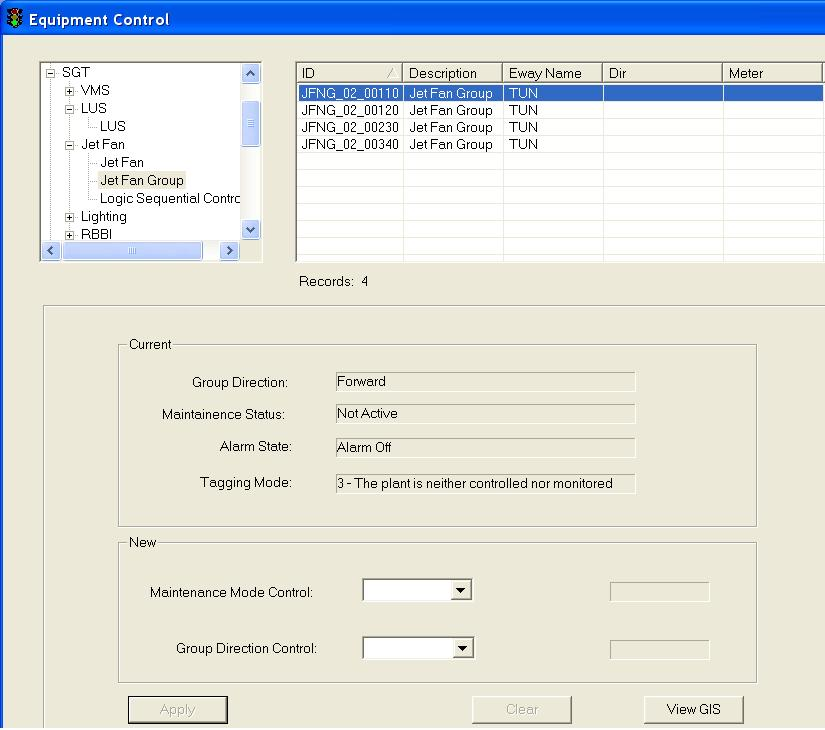 Equipment Control
SGT
VMS
LUS
LUS
Jet Fan
Jet Fan
Jet Fan Group
Logic Sequential Contro
Lighting
RBBI
ID Description Eway Name Dir Meter
JFNG_02_00110 Jet Fan Group TUN
JFNG_02_00120 Jet Fan Group TUN
JFNG_02_00230 Jet Fan Group TUN
JFNG_02_00340 Jet Fan Group TUN
Records: 4
Current
Group Direction: Forward
Maintainence Status: Not Active
Alarm State: Alarm Off
Tagging Mode: 3 - The plant is neither controlled nor monitored
New
Maintenance Mode Control:
Group Direction Control:
Apply Clear View GIS